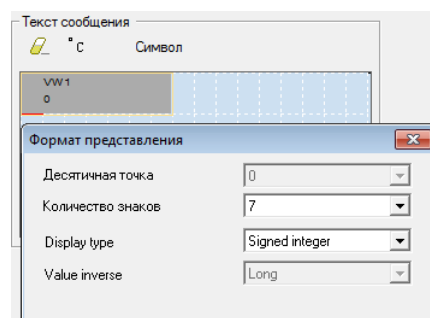 Текст сообщения
°C Символ
VW1
0
Формат представления
Десятичная точка 0
Количество знаков 7
Display type Signed integer
Value inverse Long